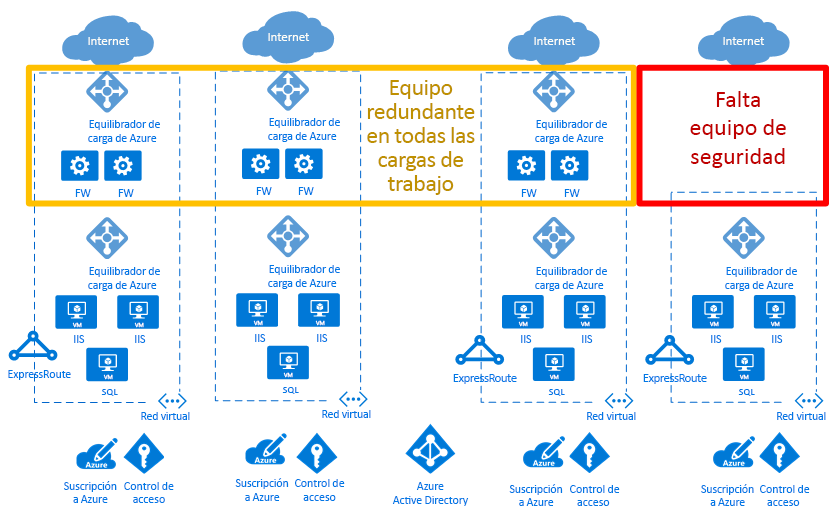 Internet
Internet
Internet
Internet
Equipo
redundante
en todas las
cargas de
trabajo
Falta
equipo de
seguridad
Equilibrador de
carga de Azure
Equilibrador de
carga de Azure
Equilibrador de
carga de Azure
FW
FW
FW
FW
FW
FW
Equilibrador de
carga de Azure
Equilibrador de
carga de Azure
Equilibrador de
carga de Azure
Equilibrador de
carga de Azure
VM
VM
VM
VM
VM
VM
VM
VM
IIS
IIS
IIS
IIS
IIS
IIS
IIS
IIS
ExpressRoute
ExpressRoute
ExpressRoute
VM
VM
VM
VM
SQL
SQL
SQL
SQL
Red virtual
Red virtual
Red virtual
Red virtual
Azure
Azure
Azure
Azure
Suscripción
a Azure
Control de
acceso
Suscripción
a Azure
Control de
acceso
Azure
Active Directory
Suscripción
a Azure
Control de
acceso
Suscripción
a Azure
Control de
acceso